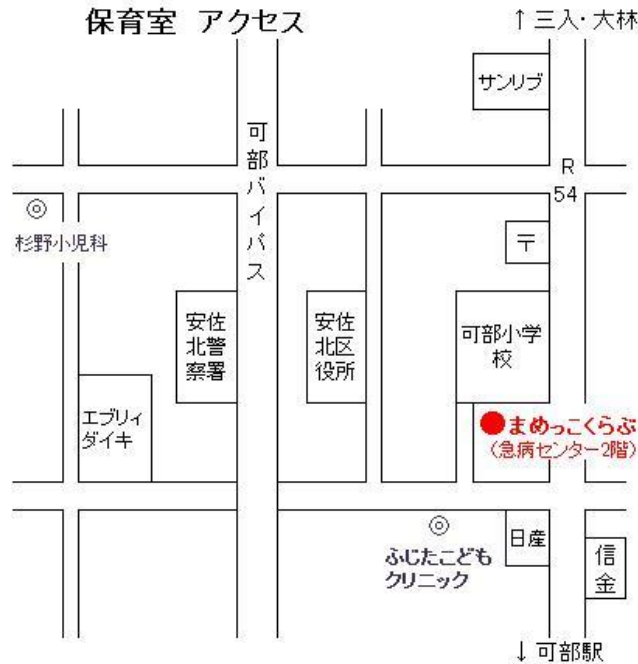 保育室 アクセス
↑三入・大林
サンリブ
可部バイパス
R
54
◎
杉野小児科
〒
安佐
北警
察署
安佐
北区
役所
可部小学
校
エブリィ
ダイキ
●まめっこくらぶ
(急病センター2階)
◎
ふじたこども
クリニック
日産
信
金
↓可部駅